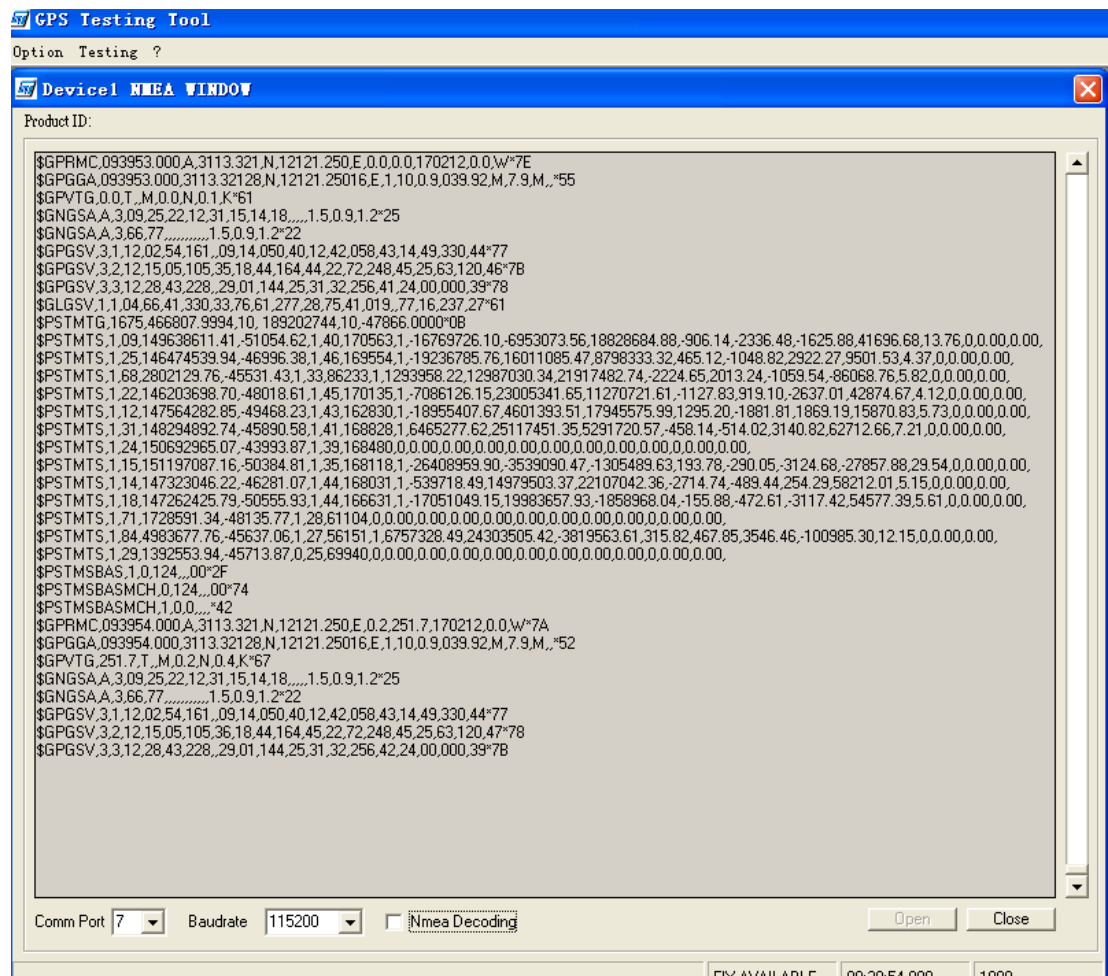 GPS Testing Tool
Option Testing ?
Device1 NMEA WINDOW
Product ID:
$GPRMC,093953.000,A,3113.321,N,12121.250,E,0.0,0.0,170212,0.0,W*7E
$GPGGA,093953.000,3113.32128,N,12121.25016,E,1,10,0.9,039.92,M,7.9,M,,*55
$GPVTG,0.0,T,,M,0.0,N,0.1,K*61
$GNGSA,A,3,09,25,22,12,31,15,14,18,,,,,1.5,0.9,1.2*25
$GNGSA,A,3,66,77,,,,,,,,,,,1.5,0.9,1.2*22
$GPGSV,3,1,12,02,54,161,,09,14,050,40,12,42,058,43,14,49,330,44*77
$GPGSV,3,2,12,15,05,105,35,18,44,164,44,22,72,248,45,25,63,120,46*7B
$GPGSV,3,3,12,28,43,228,,29,01,144,25,31,32,256,41,24,00,000,39*78
$GLGSV,1,1,04,66,41,330,33,76,61,277,28,75,41,019,,77,16,237,27*61
$PSTMTG,1675,466807.9994,10, 189202744,10,-47866.0000*0B
$PSTMTS,1,09,149638611.41,-51054.62,1,40,170563,1,-16769726.10,-6953073.56,18828684.88,-906.14,-2336.48,-1625.88,41696.68,13.76,0,0.00,0.00,
$PSTMTS,1,25,146474539.94,-46996.38,1,46,169554,1,-19236785.76,16011085.47,8798333.32,465.12,-1048.82,2922.27,9501.53,4.37,0,0.00,0.00,
$PSTMTS,1,68,2802129.76,-45531.43,1,33,86233,1,1293958.22,12987030.34,21917482.74,-2224.65,2013.24,-1059.54,-86068.76,5.82,0,0.00,0.00,
$PSTMTS,1,22,146203698.70,-48018.61,1,45,170135,1,-7086126.15,23005341.65,11270721.61,-1127.83,919.10,-2637.01,42874.67,4.12,0,0.00,0.00,
$PSTMTS,1,12,147564282.85,-49468.23,1,43,162830,1,-18955407.67,4601393.51,17945575.99,1295.20,-1881.81,1869.19,15870.83,5.73,0,0.00,0.00,
$PSTMTS,1,31,148294892.74,-45890.58,1,41,168828,1,6465277.62,25117451.35,5291720.57,-458.14,-514.02,3140.82,62712.66,7.21,0,0.00,0.00,
$PSTMTS,1,24,150692965.07,-43993.87,1,39,168480,0,0.00,0.00,0.00,0.00,0.00,0.00,0.00,0.00,0,0.00,0.00,
$PSTMTS,1,15,151197087.16,-50384.81,1,35,168118,1,-26408959.90,-3539090.47,-1305489.63,193.78,-290.05,-3124.68,-27857.88,29.54,0,0.00,0.00,
$PSTMTS,1,14,147323046.22,-46281.07,1,44,168031,1,-539718.49,14979503.37,22107042.36,-2714.74,-489.44,254.29,58212.01,5.15,0,0.00,0.00,
$PSTMTS,1,18,147262425.79,-50555.93,1,44,166631,1,-17051049.15,19983657.93,-1858968.04,-155.88,-472.61,-3117.42,54577.39,5.61,0,0.00,0.00,
$PSTMTS,1,71,1728591.34,-48135.77,1,28,61104,0,0.00,0.00,0.00,0.00,0.00,0.00,0.00,0.00,0,0.00,0.00,
$PSTMTS,1,84,4983677.76,-45637.06,1,27,56151,1,6757328.49,24303505.42,-3819563.61,315.82,467.85,3546.46,-100985.30,12.15,0,0.00,0.00,
$PSTMTS,1,29,1392553.94,-45713.87,0,25,69940,0,0.00,0.00,0.00,0.00,0.00,0.00,0.00,0.00,0,0.00,0.00,
$PSTMSBAS,1,0,124,,,00*2F
$PSTMSBASMCH,0,124,,,00*74
$PSTMSBASMCH,1,0,0,,,,*42
$GPRMC,093954.000,A,3113.321,N,12121.250,E,0.2,251.7,170212,0.0,W*7A
$GPGGA,093954.000,3113.32128,N,12121.25016,E,1,10,0.9,039.92,M,7.9,M,,*52
$GPVTG,251.7,T,,M,0.2,N,0.4,K*67
$GNGSA,A,3,09,25,22,12,31,15,14,18,,,,,1.5,0.9,1.2*25
$GNGSA,A,3,66,77,,,,,,,,,,,1.5,0.9,1.2*22
$GPGSV,3,1,12,02,54,161,,09,14,050,40,12,42,058,43,14,49,330,44*77
$GPGSV,3,2,12,15,05,105,36,18,44,164,45,22,72,248,45,25,63,120,47*78
$GPGSV,3,3,12,28,43,228,,29,01,144,25,31,32,256,42,24,00,000,39*7B
Comm Port 7 Baudrate 115200 Nmea Decoding Open Close
FIX AVAILABLE 09:39:54.000 1000